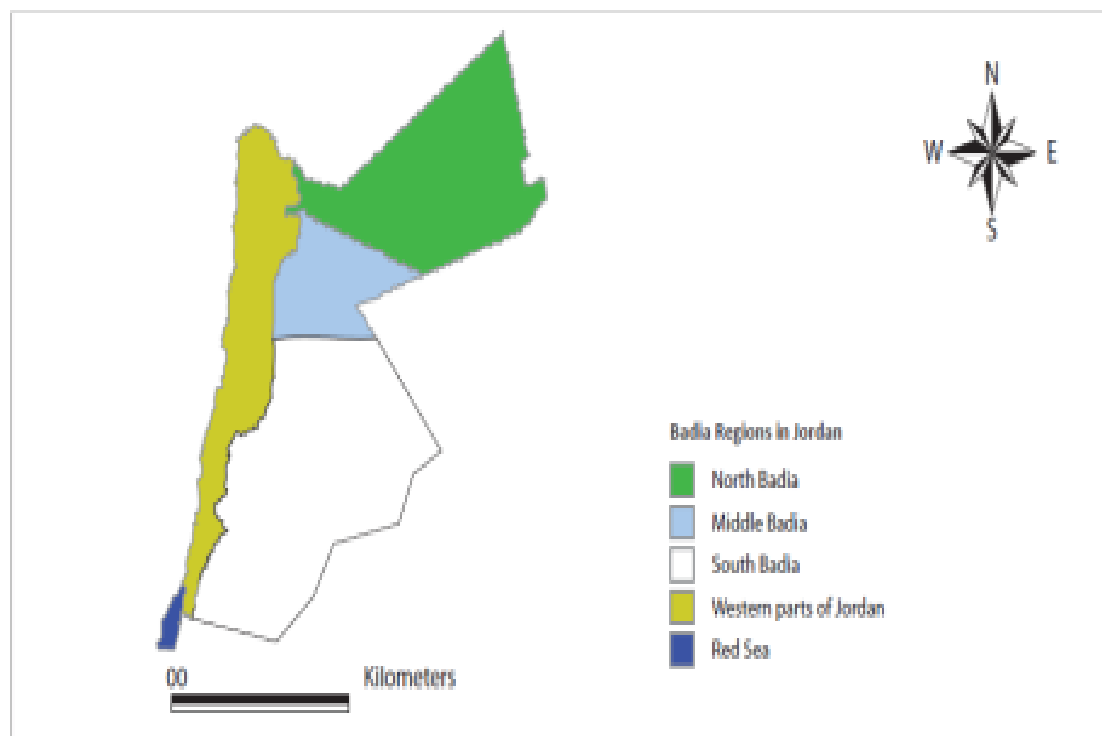 N
W E
S
Badia Regions in Jordan
North Badia
Middle Badia
South Badia
Western parts of Jordan
Red Sea
00 Kilometers